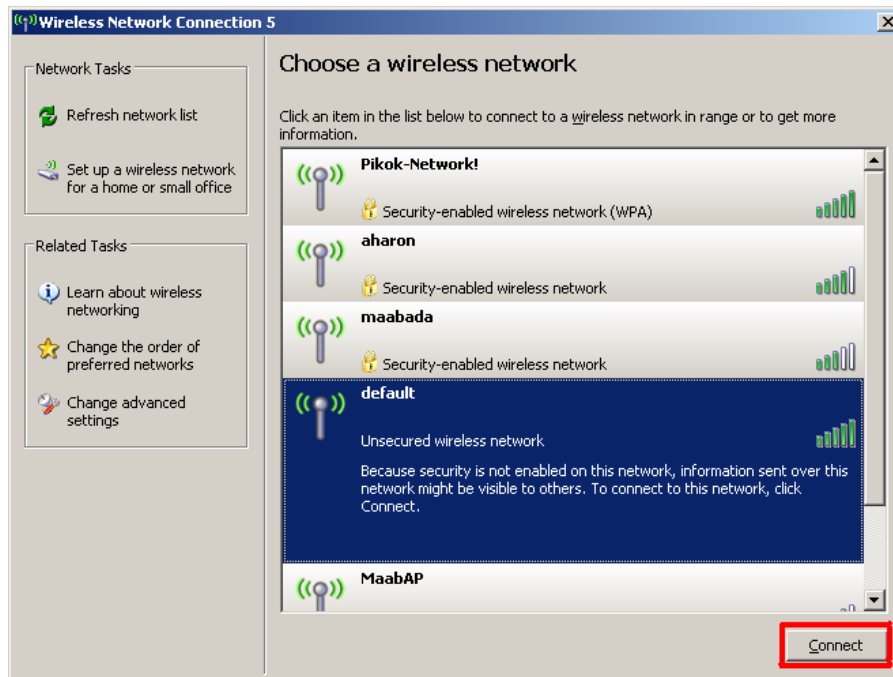 Wireless Network Connection 5
Network Tasks
Refresh network list
Set up a wireless network
for a home or small office
Related Tasks
Learn about wireless
networking
Change the order of
preferred networks
Change advanced
settings
Choose a wireless network
Click an item in the list below to connect to a wireless network in range or to get more
information.
Pikok-Network!
Security-enabled wireless network (WPA)
aharon
Security-enabled wireless network
maabada
Security-enabled wireless network
default
Unsecured wireless network
Because security is not enabled on this network, information sent over this
network might be visible to others. To connect to this network, click
Connect.
MaabAP
Connect